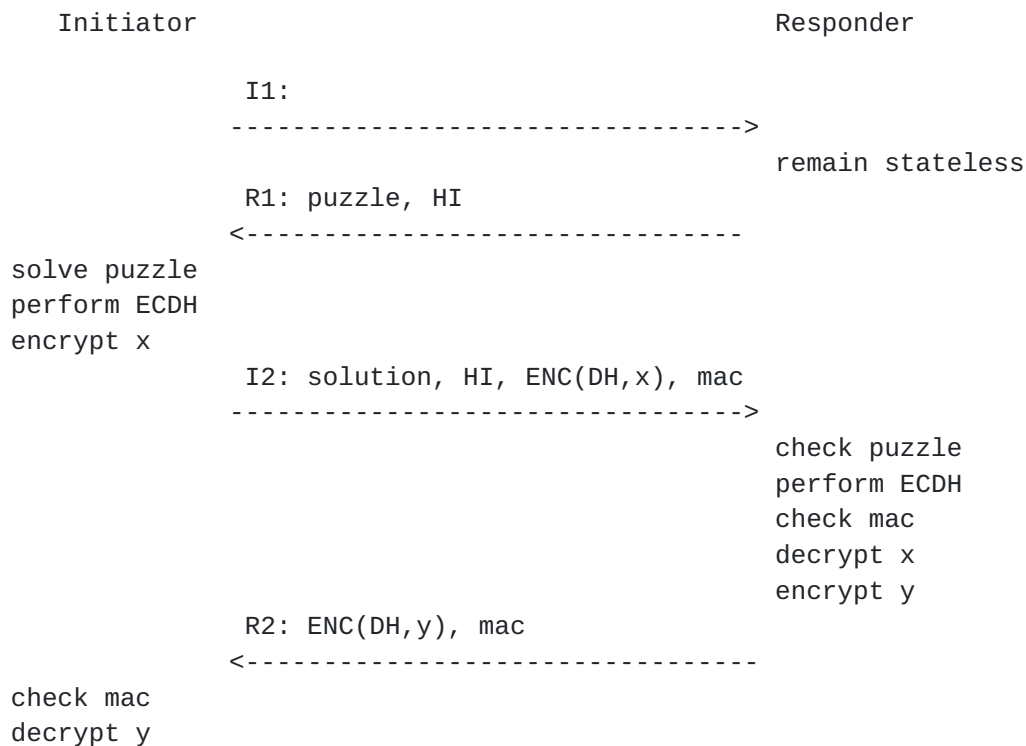 Initiator Responder
I1:
--------------------------------->
remain stateless
R1: puzzle, HI
<--------------------------------
solve puzzle
perform ECDH
encrypt x
I2: solution, HI, ENC(DH,x), mac
--------------------------------->
check puzzle
perform ECDH
check mac
decrypt x
encrypt y
R2: ENC(DH,y), mac
<---------------------------------
check mac
decrypt y